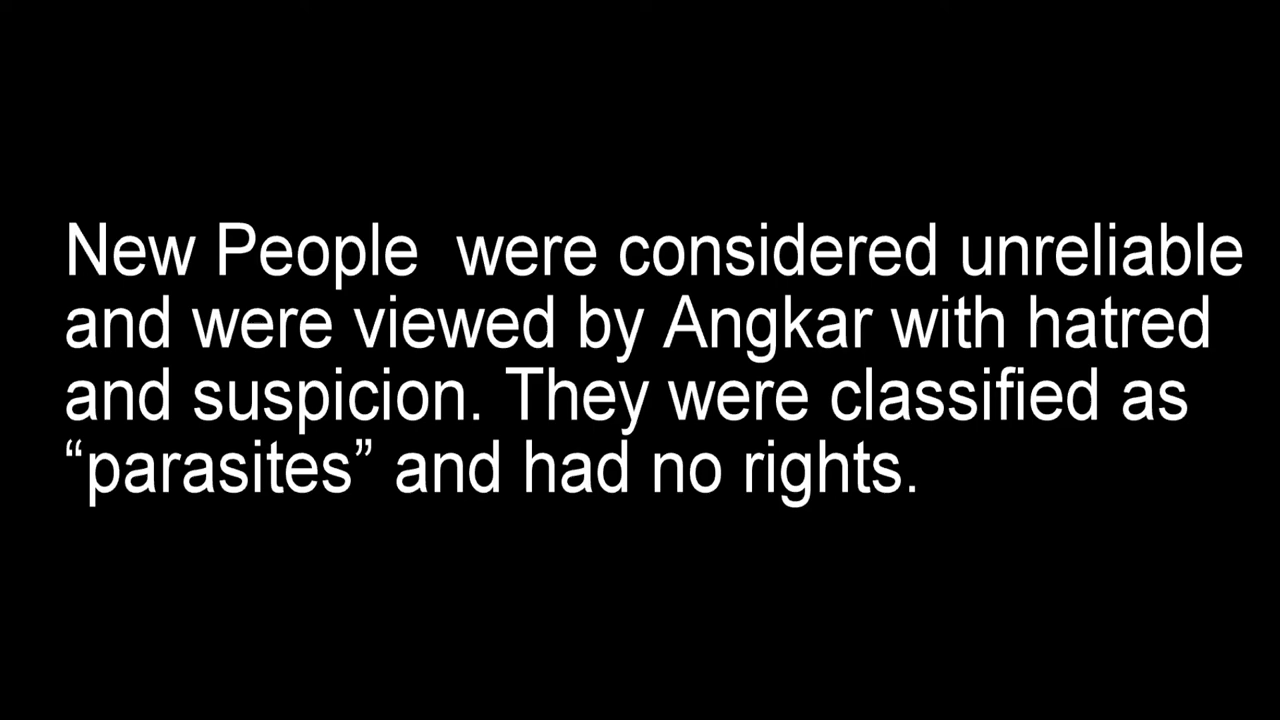 New People  were considered unreliable
and were viewed by Angkar with hatred
and suspicion. They were classified as
“parasites” and had no rights.